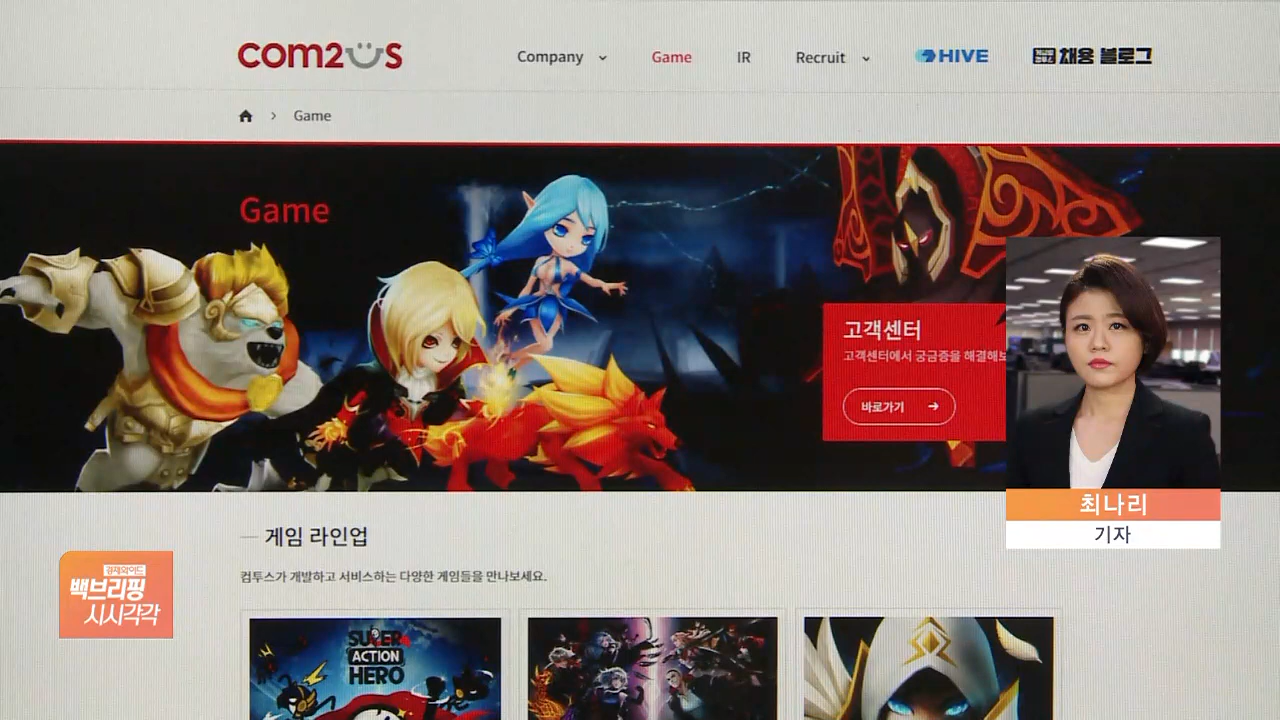 com2us
Company
Game
IR
Recruit
HIVE
채용 블로그
Game
Game
고객센터
고객센터에서 궁금증을 해결해보
바로가기
최나리
기자
게임 라인업
컴투스가 개발하고 서비스하는 다양한 게임들을 만나보세요.
경제와이드
백브리핑
시시각각
SUPER
ACTION
HERO